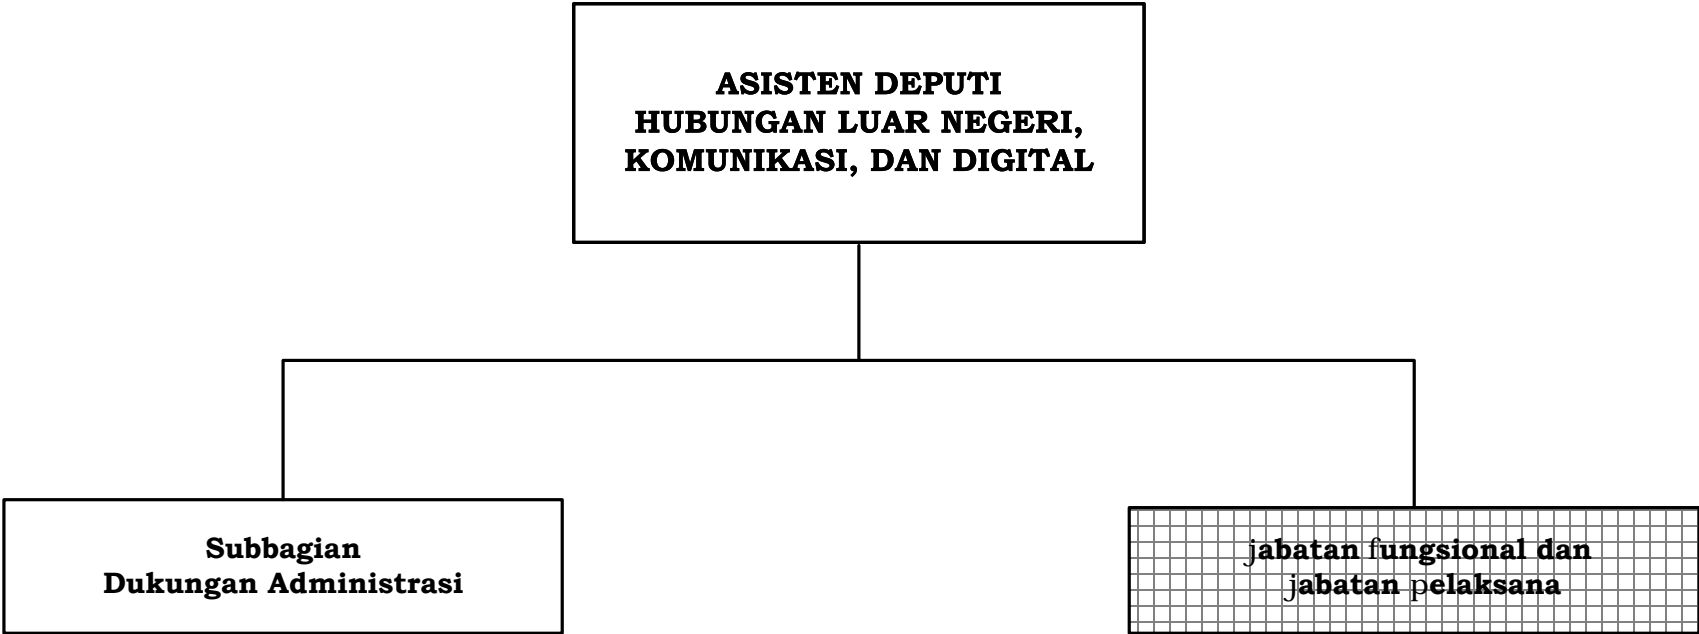 ASISTEN DEPUTI
HUBUNGAN LUAR NEGERI,
KOMUNIKASI, DAN DIGITAL
Subbagian
Dukungan Administrasi
jabatan fungsional dan
jabatan pelaksana